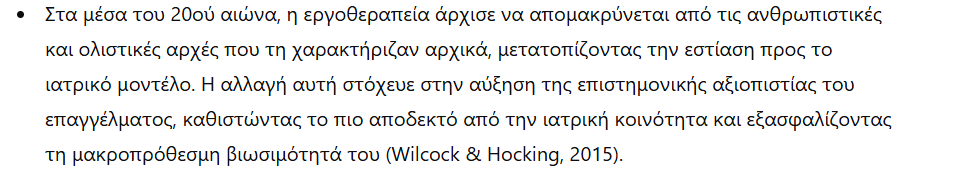 • Στα μέσα του 20ού αιώνα, η εργοθεραπεία άρχισε να απομακρύνεται από τις ανθρωπιστικές
και ολιστικές αρχές που τη χαρακτήριζαν αρχικά, μετατοπίζοντας την εστίαση προς το
ιατρικό μοντέλο. Η αλλαγή αυτή στόχευε στην αύξηση της επιστημονικής αξιοπιστίας του
επαγγέλματος, καθιστώντας το πιο αποδεκτό από την ιατρική κοινότητα και εξασφαλίζοντας
τη μακροπρόθεσμη βιωσιμότητά του (Wilcock & Hocking, 2015).